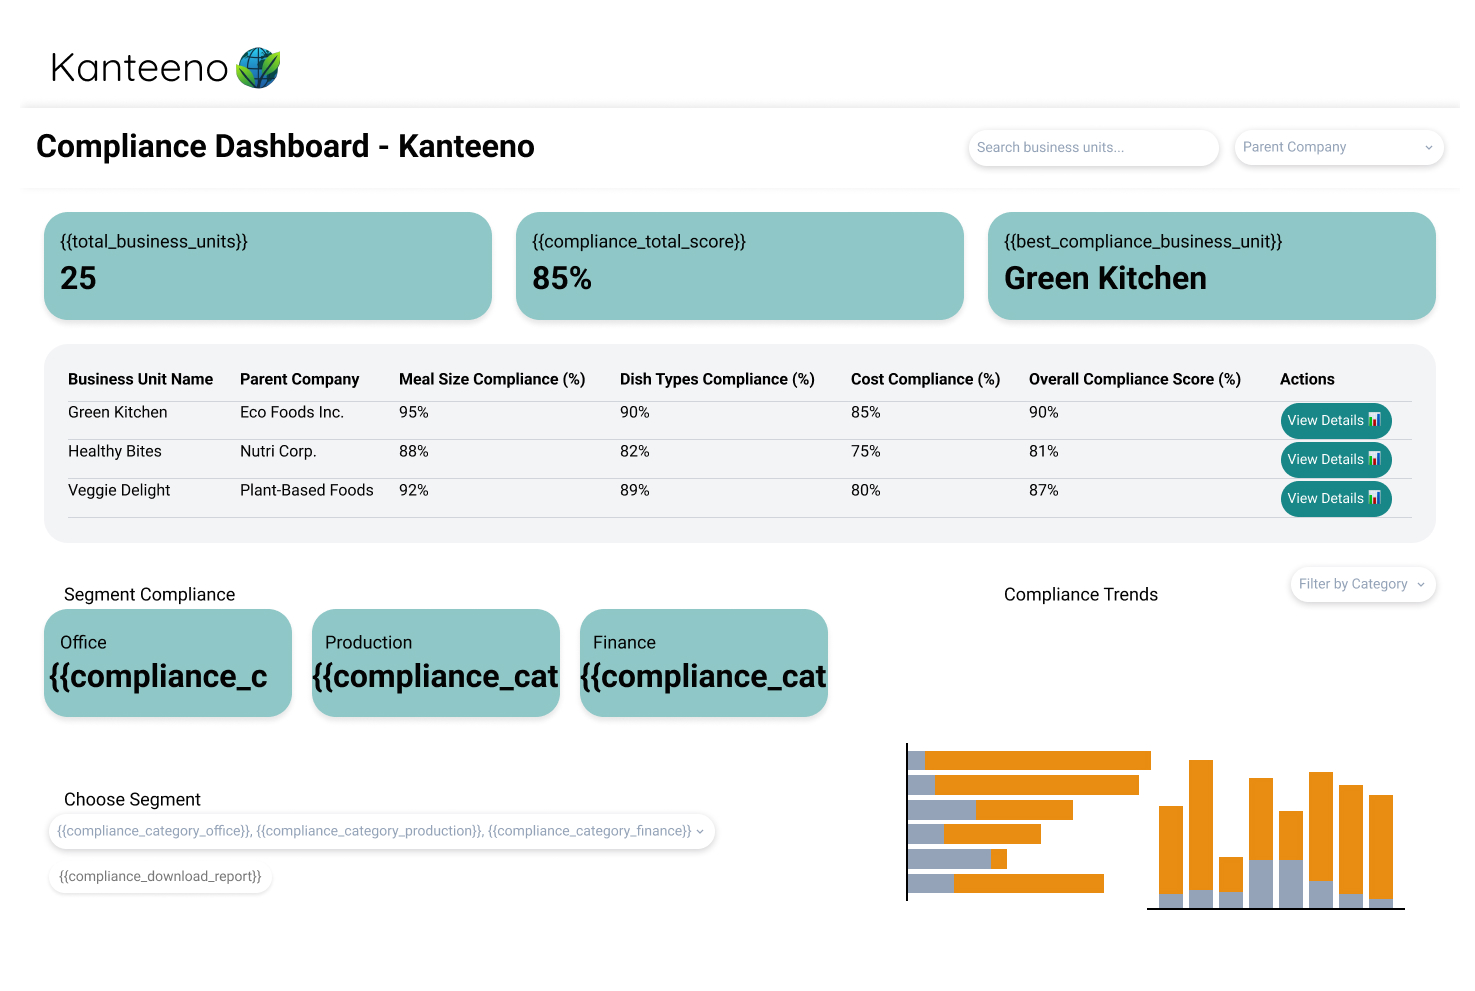 Kanteeno
Compliance Dashboard - Kanteeno
Search business units...
Parent Company
{{total_business_units}}
25
{{compliance_total_score}}
85%
{{best_compliance_business_unit}}
Green Kitchen
Business Unit Name Parent Company Meal Size Compliance (%) Dish Types Compliance (%) Cost Compliance (%) Overall Compliance Score (%) Actions
Green Kitchen Eco Foods Inc. 95% 90% 85% 90% View Details
Healthy Bites Nutri Corp. 88% 82% 75% 81% View Details
Veggie Delight Plant-Based Foods 92% 89% 80% 87% View Details
Segment Compliance
Office
{{compliance_c
Production
{{compliance_cat
Finance
{{compliance_cat
Compliance Trends
Filter by Category
Choose Segment
{{compliance_category_office}}, {{compliance_category_production}}, {{compliance_category_finance}}
{{compliance_download_report}}